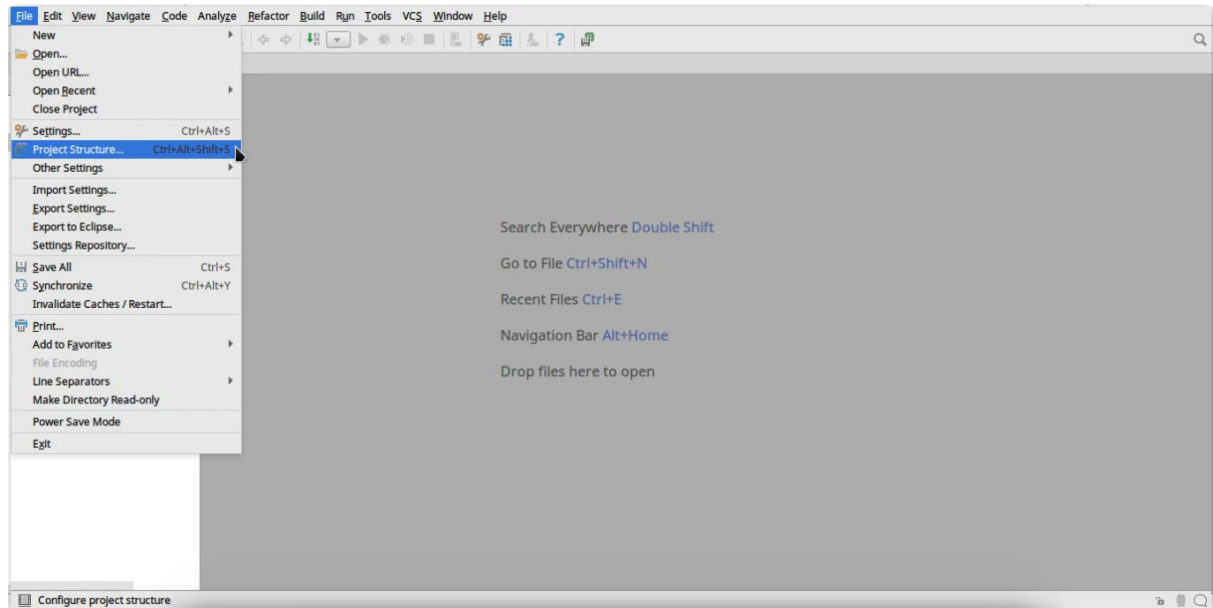 File Edit View Navigate Code Analyze Refactor Build Run Tools VCS Window Help
New
Open...
Open URL...
Open Recent
Close Project
Settings... Ctrl+Alt+S
Project Structure... Ctrl+Alt+Shift+S
Other Settings
Import Settings...
Export Settings...
Export to Eclipse...
Settings Repository...
Save All Ctrl+S
Synchronize Ctrl+Alt+Y
Invalidate Caches / Restart...
Print...
Add to Favorites
File Encoding
Line Separators
Make Directory Read-only
Power Save Mode
Exit
Search Everywhere Double Shift
Go to File Ctrl+Shift+N
Recent Files Ctrl+E
Navigation Bar Alt+Home
Drop files here to open
Configure project structure